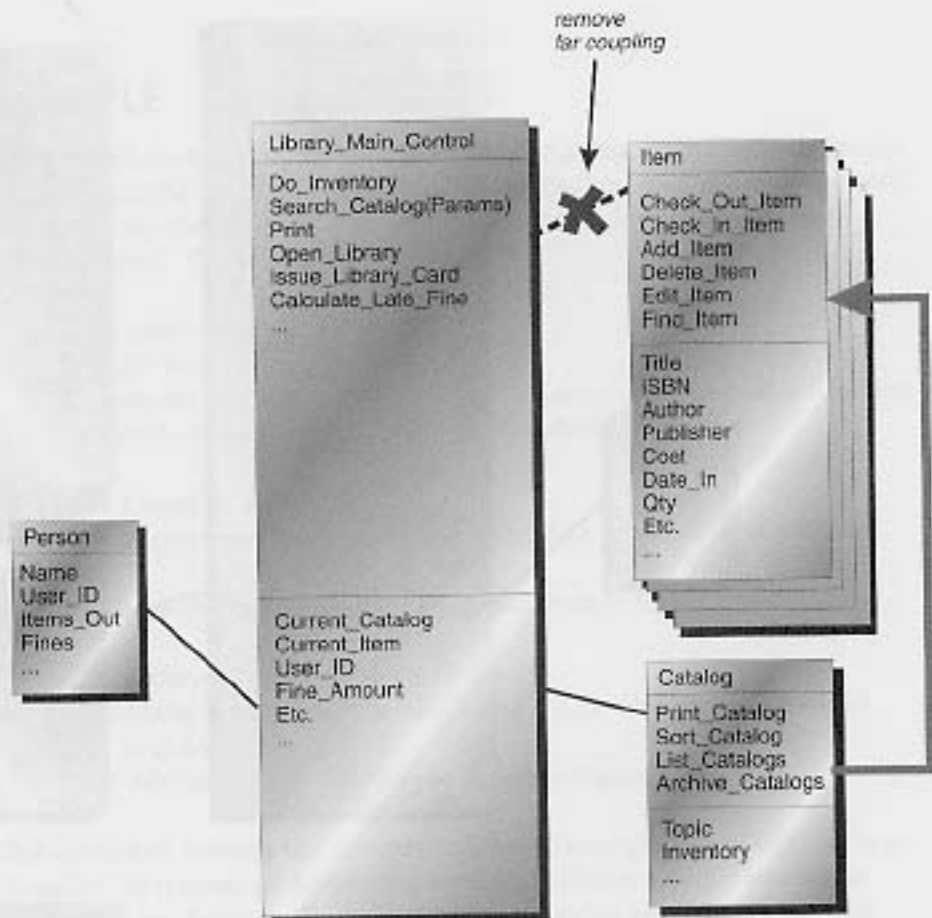 remove
far coupling
Library_Main_Control
Do_Inventory
Search_Catalog(Params)
Print
Open_Library
Issue_Library_Card
Calculate_Late_Fine
...
Current_Catalog
Current_Item
User_ID
Fine_Amount
Etc.
...
Item
Check_Out_Item
Check_In_Item
Add_Item
Delete_Item
Edit_Item
Find_Item
Title
ISBN
Author
Publisher
Cost
Date_In
Qty
Etc.
...
Person
Name
User_ID
Items_Out
Fines
...
Catalog
Print_Catalog
Sort_Catalog
List_Catalogs
Archive_Catalogs
Topic
Inventory
...